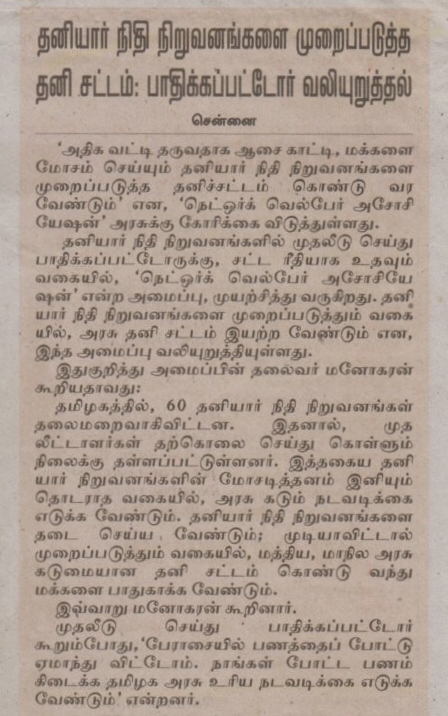 தனியார் நிதி நிறுவனங்களை முறைப்படுத்த
தனி சட்டம்: பாதிக்கப்பட்டோர் வலியுறுத்தல்
சென்னை
'அதிக வட்டி தருவதாக ஆசை காட்டி, மக்களை
மோசம் செய்யும் தனியார் நிதி நிறுவனங்களை
முறைப்படுத்த தனிச்சட்டம் கொண்டு வர
வேண்டும்' என, 'நெட்ஒர்க் வெல்பேர் அசோசி
யேஷன்' அரசுக்கு கோரிக்கை விடுத்துள்ளது.
தனியார் நிதி நிறுவனங்களில் முதலீடு செய்து
பாதிக்கப்பட்டோருக்கு, சட்ட ரீதியாக உதவும்
வகையில், 'நெட்ஒர்க் வெல்பேர் அசோசியே
ஷன்' என்ற அமைப்பு, முயற்சித்து வருகிறது. தனி
யார் நிதி நிறுவனங்களை முறைப்படுத்தும் வகை
யில், அரசு தனி சட்டம் இயற்ற வேண்டும் என,
இந்த அமைப்பு வலியுறுத்தியுள்ளது.
இதுகுறித்து அமைப்பின் தலைவர் மனோகரன்
கூறியதாவது:
தமிழகத்தில், 60 தனியார் நிதி நிறுவனங்கள்
தலைமறைவாகிவிட்டன. இதனால், முத
லீட்டாளர்கள் தற்கொலை செய்து கொள்ளும்
நிலைக்கு தள்ளப்பட்டுள்ளனர். இத்தகைய தனி
யார் நிறுவனங்களின் மோசடித்தனம் இனியும்
தொடராத வகையில், அரசு கடும் நடவடிக்கை
எடுக்க வேண்டும். தனியார் நிதி நிறுவனங்களை
தடை செய்ய வேண்டும்; முடியாவிட்டால்
முறைப்படுத்தும் வகையில், மத்திய, மாநில அரசு
கடுமையான தனி சட்டம் கொண்டு வந்து
மக்களை பாதுகாக்க வேண்டும்.
இவ்வாறு மனோகரன் கூறினார்.
முதலீடு செய்து பாதிக்கப்பட்டோர்
கூறும்போது, 'பேராசையில் பணத்தைப் போட்டு
ஏமாந்து விட்டோம். நாங்கள் போட்ட பணம்
கிடைக்க தமிழக அரசு உரிய நடவடிக்கை எடுக்க
வேண்டும்' என்றனர்.